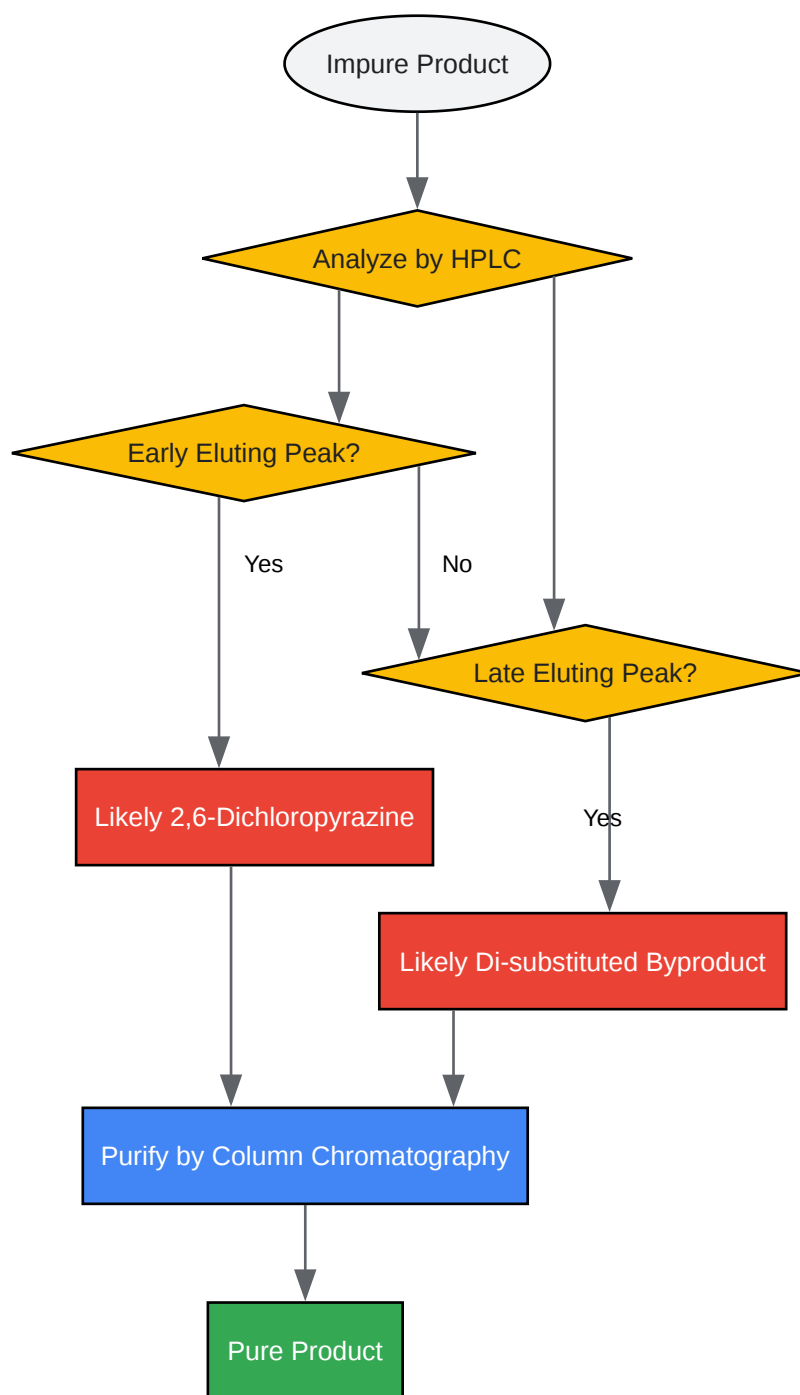 Impure Product
Analyze by HPLC
Early Eluting Peak?
Yes
No
Late Eluting Peak?
Likely 2,6-Dichloropyrazine
Yes
Likely Di-substituted Byproduct
Purify by Column Chromatography
Pure Product